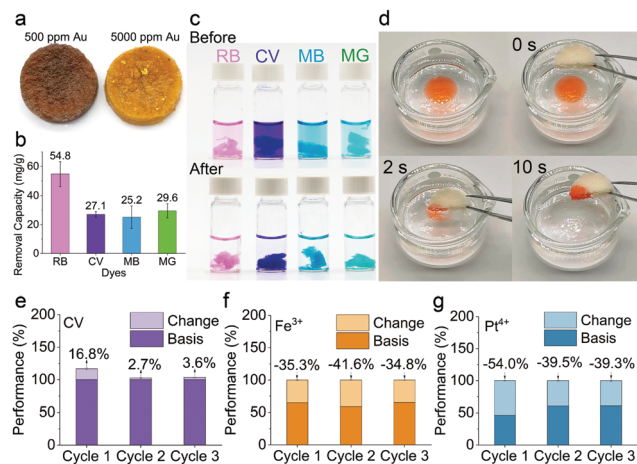 a
500 ppm Au
5000 ppm Au
b
Removal Capacity (mg/g)
60
40
20
0
54.8
27.1
25.2
29.6
RB
CV
MB
MG
Dyes
c
Before
RB
CV
MB
MG
After
d
0 s
2 s
10 s
e
CV
Change
Basis
Performance (%)
200
150
100
50
0
16.8%
2.7%
3.6%
Cycle 1
Cycle 2
Cycle 3
f
Fe³⁺
Change
Basis
Performance (%)
200
150
100
50
0
-35.3%
-41.6%
-34.8%
Cycle 1
Cycle 2
Cycle 3
g
Pt⁴⁺
Change
Basis
Performance (%)
200
150
100
50
0
-54.0%
-39.5%
-39.3%
Cycle 1
Cycle 2
Cycle 3